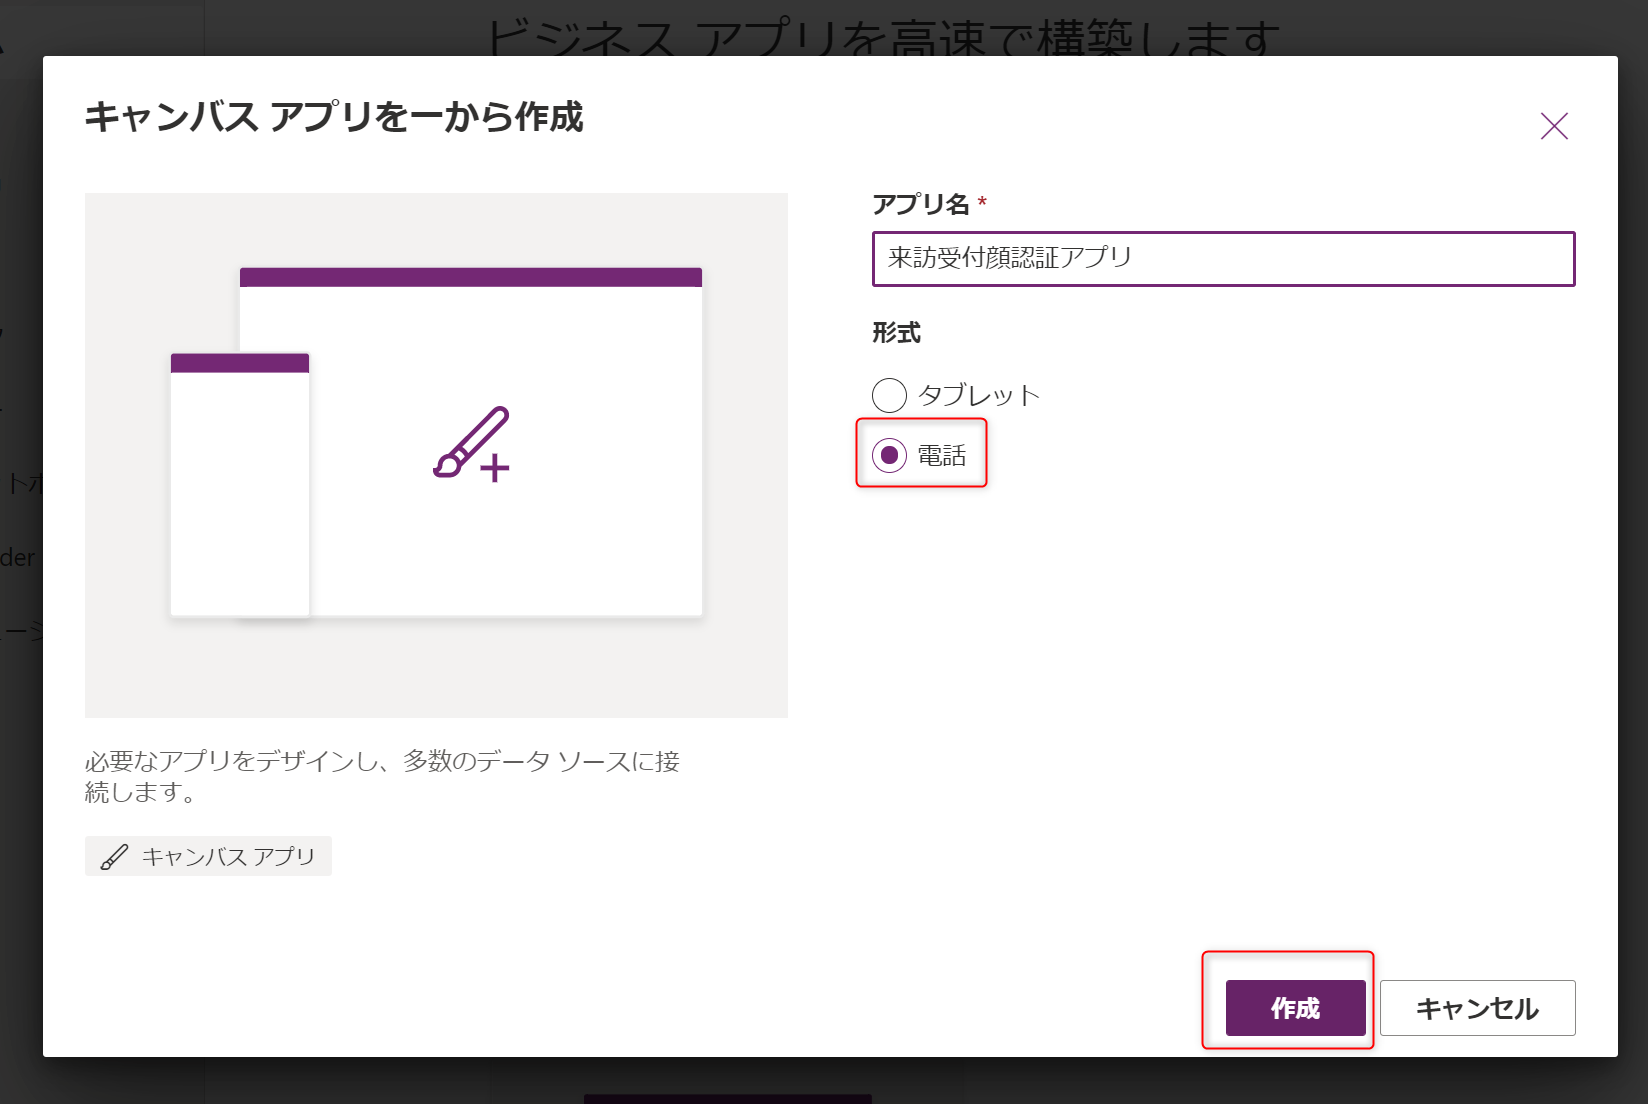 ビジネス アプリを高速で構築します
キャンバス アプリを一から作成
アプリ名 *
来訪受付顔認証アプリ
形式
タブレット
電話
必要なアプリをデザインし、多数のデータ ソースに接
続します。
キャンバス アプリ
作成
キャンセル
der